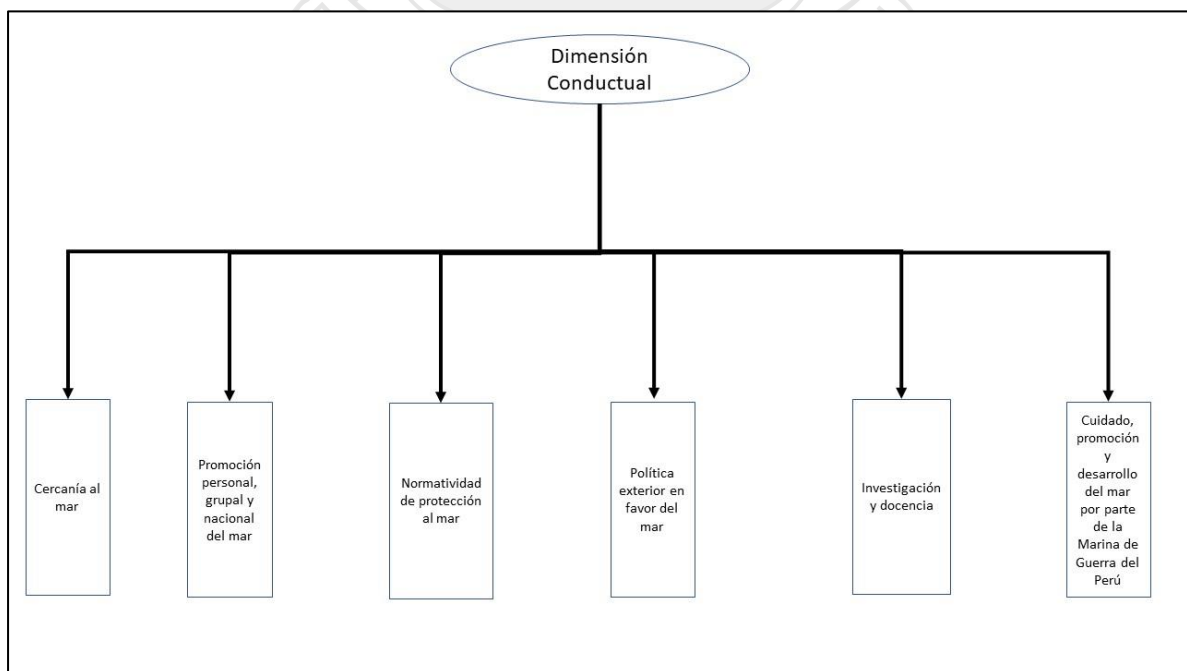 Dimensión
Conductual
Cercanía al
mar
Promoción
personal,
grupal y
nacional
del mar
Normatividad
de protección
al mar
Política
exterior en
favor del
mar
Investigación
y docencia
Cuidado,
promoción
y
desarrollo
del mar
por parte
de la
Marina de
Guerra del
Perú